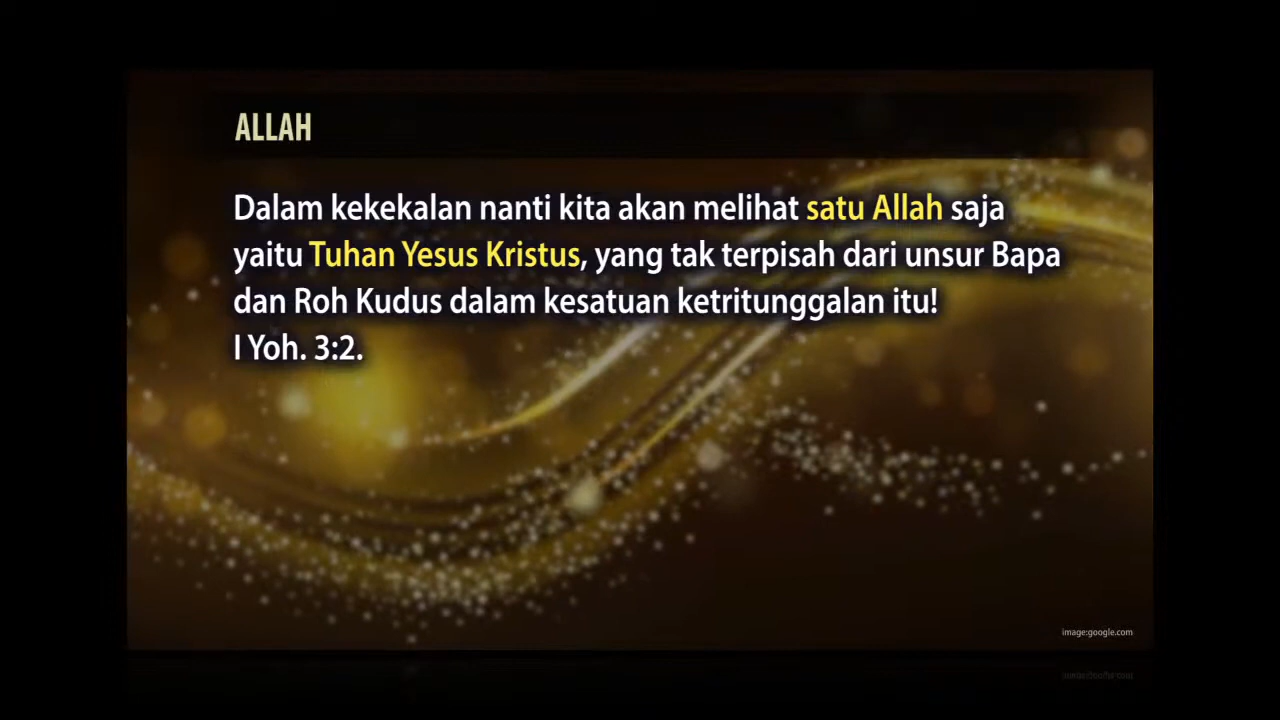 ALLAH
Dalam kekekalan nanti kita akan melihat satu Allah saja
yaitu Tuhan Yesus Kristus, yang tak terpisah dari unsur Bapa
dan Roh Kudus dalam kesatuan ketritunggalan itu!
I Yoh. 3:2.
image:google.com